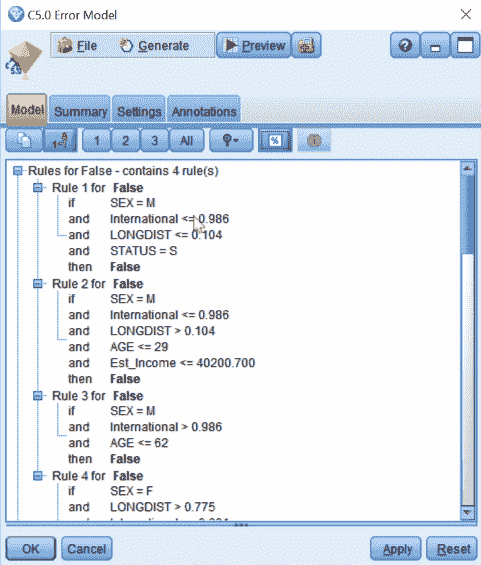 C5.0 Error Model
File Generate Preview
Model Summary Settings Annotations
1 2 3 All
Rules for False - contains 4 rule(s)
Rule 1 for False
if SEX = M
and International <= 0.986
and LONGDIST <= 0.104
and STATUS = S
then False
Rule 2 for False
if SEX = M
and International <= 0.986
and LONGDIST > 0.104
and AGE <= 29
and Est_Income <= 40200.700
then False
Rule 3 for False
if SEX = M
and International > 0.986
and AGE <= 62
then False
Rule 4 for False
if SEX = F
and LONGDIST > 0.775
OK Cancel Apply Reset